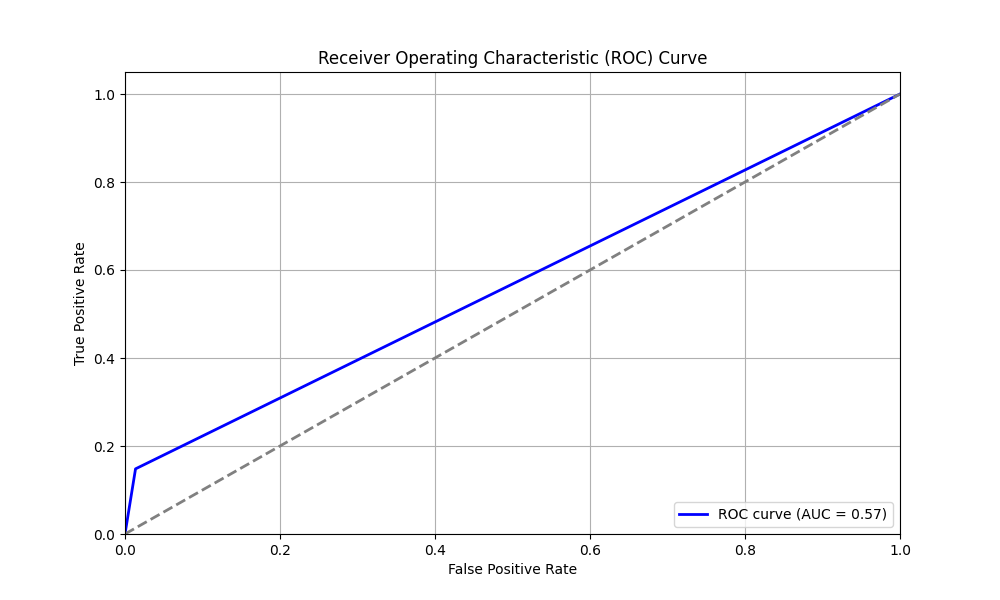 Receiver Operating Characteristic (ROC) Curve
True Positive Rate
1.0
0.8
0.6
0.4
0.2
0.0
ROC curve (AUC = 0.57)
0.0 0.2 0.4 0.6 0.8 1.0
False Positive Rate